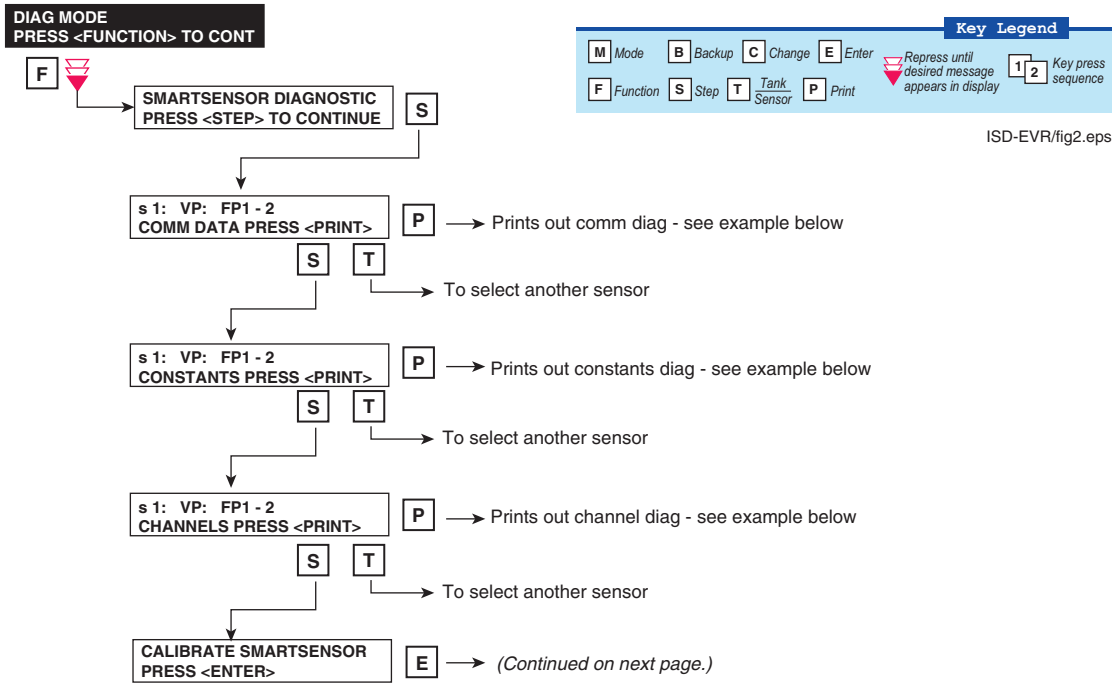 DIAG MODE
PRESS <FUNCTION> TO CONT
Key Legend
M Mode B Backup C Change E Enter
F Function S Step T Tank
Sensor P Print
Repress until
desired message
appears in display
1 2 Key press
sequence
ISD-EVR/fig2.eps
F
SMARTSENSOR DIAGNOSTIC
PRESS <STEP> TO CONTINUE
S
s 1: VP: FP1 - 2
COMM DATA PRESS <PRINT>
P
Prints out comm diag - see example below
S T
To select another sensor
s 1: VP: FP1 - 2
CONSTANTS PRESS <PRINT>
P
Prints out constants diag - see example below
S T
To select another sensor
s 1: VP: FP1 - 2
CHANNELS PRESS <PRINT>
P
Prints out channel diag - see example below
S T
To select another sensor
CALIBRATE SMARTSENSOR
PRESS <ENTER>
E
(Continued on next page.)